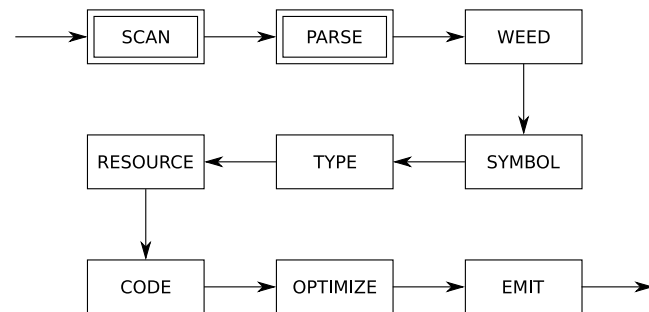 SCAN PARSE WEED
RESOURCE TYPE SYMBOL
CODE OPTIMIZE EMIT